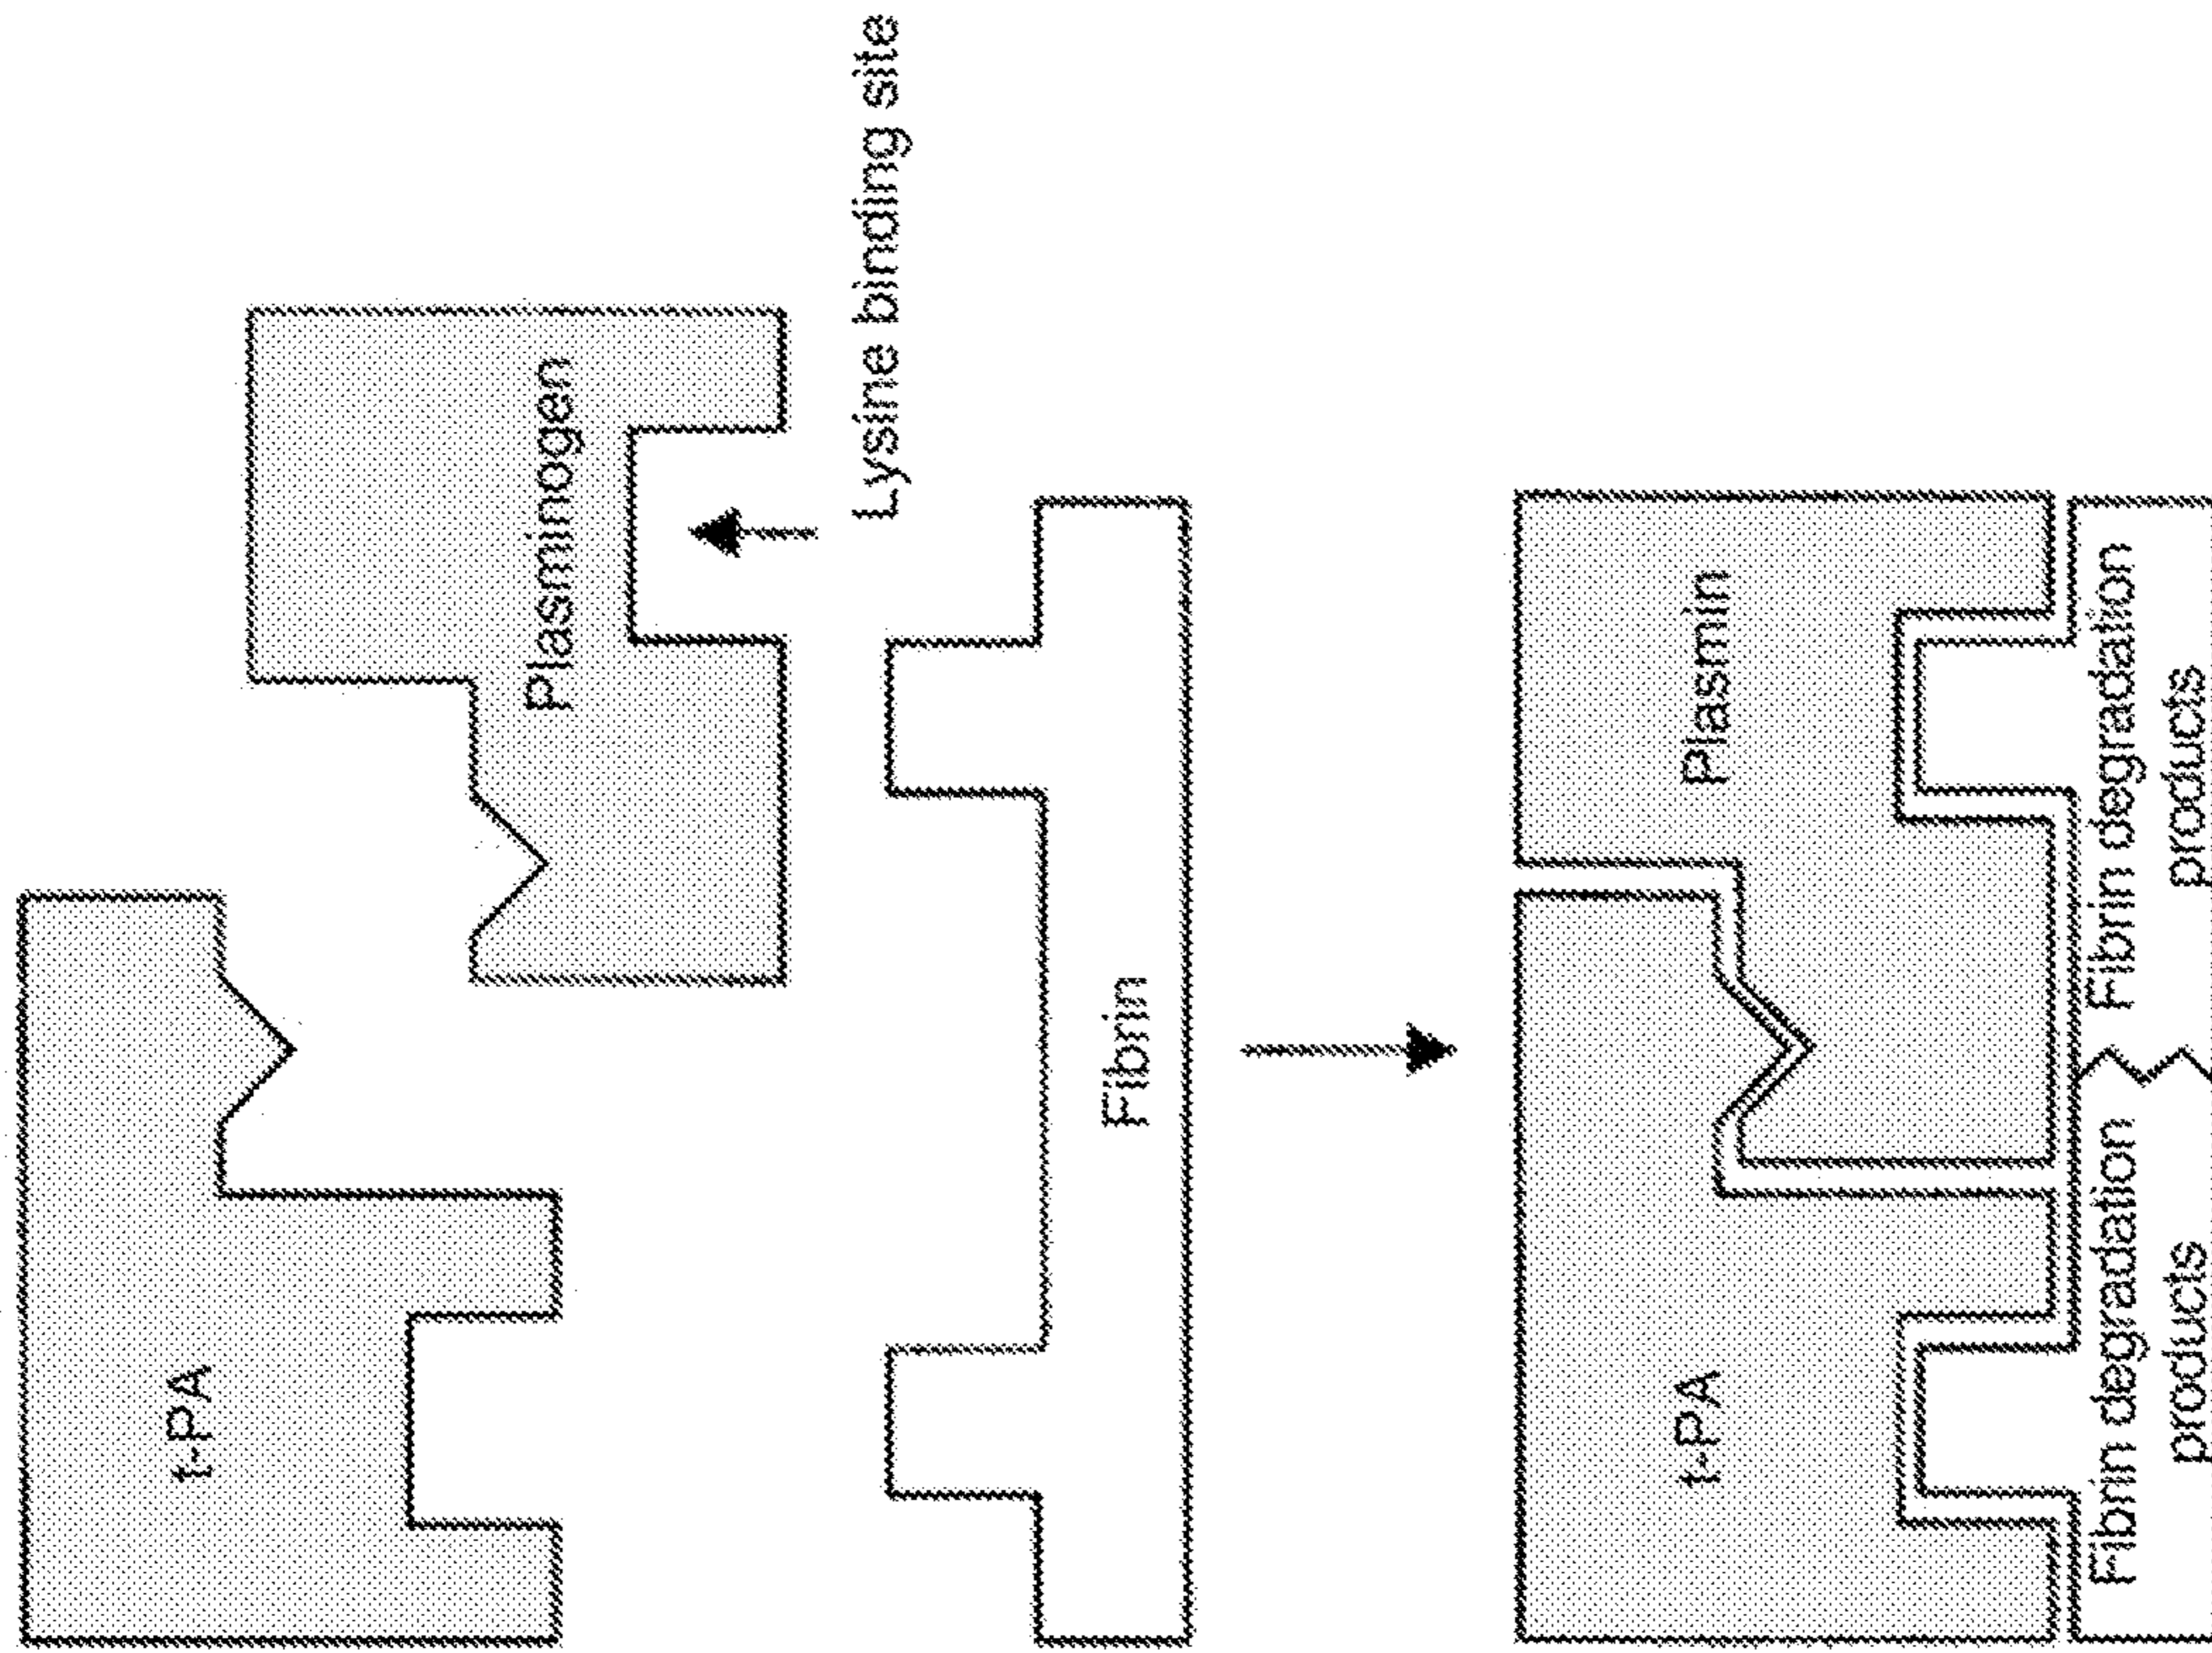 t-PA
Plasminogen
Lysine binding site
Fibrin
t-PA
Plasmin
Fibrin degradation
products
Fibrin degradation
products